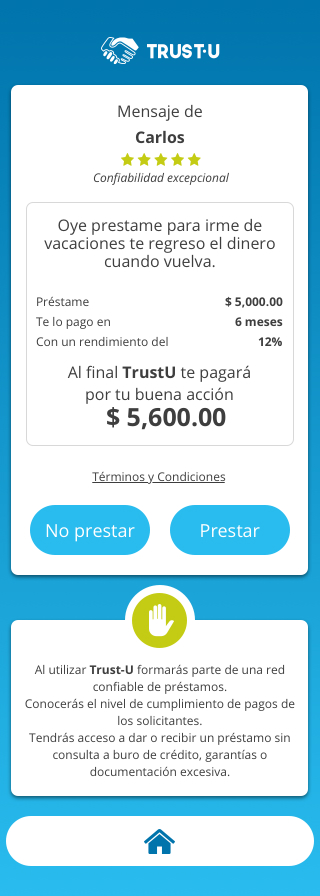 TRUST·U
Mensaje de
Carlos
Confiabilidad excepcional
Oye prestame para irme de
vacaciones te regreso el dinero
cuando vuelva.
Préstame $ 5,000.00
Te lo pago en 6 meses
Con un rendimiento del 12%
Al final TrustU te pagará
por tu buena acción
$ 5,600.00
Términos y Condiciones
No prestar Prestar
Al utilizar Trust-U formarás parte de una red
confiable de préstamos.
Conocerás el nivel de cumplimiento de pagos de
los solicitantes.
Tendrás acceso a dar o recibir un préstamo sin
consulta a buro de crédito, garantías o
documentación excesiva.